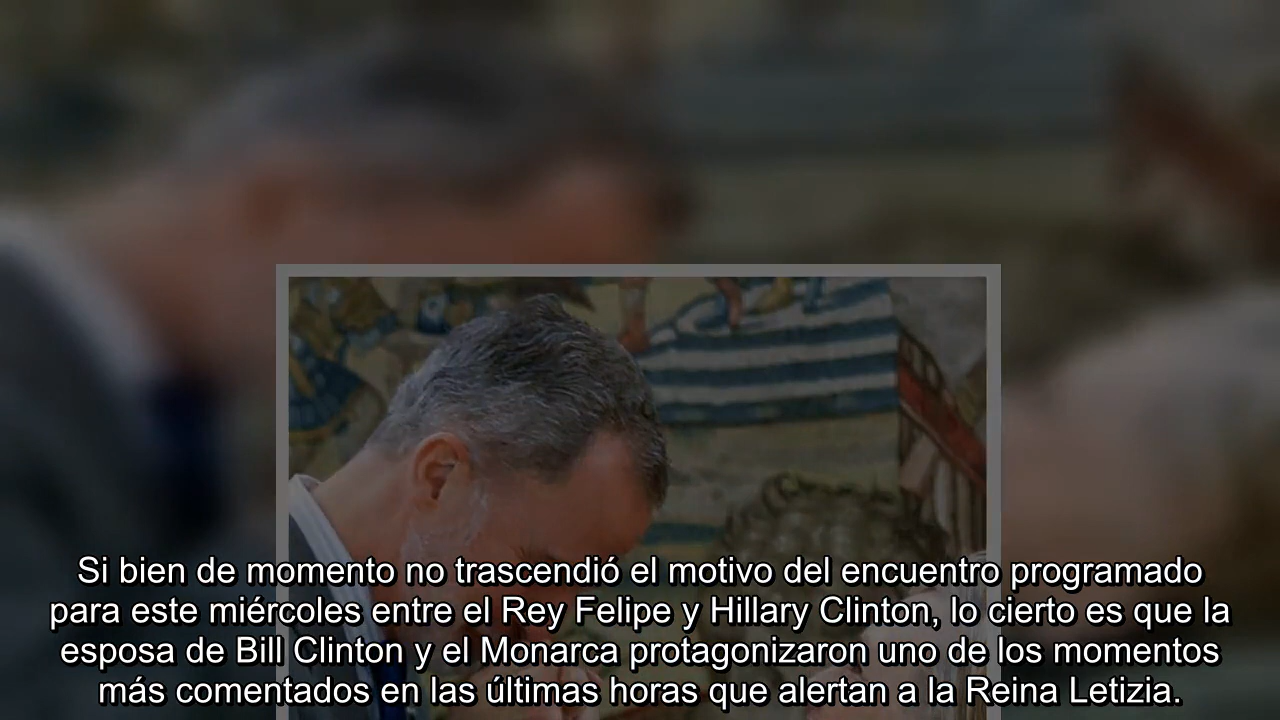 Si bien de momento no trascendió el motivo del encuentro programado
para este miércoles entre el Rey Felipe y Hillary Clinton, lo cierto es que la
esposa de Bill Clinton y el Monarca protagonizaron uno de los momentos
más comentados en las últimas horas que alertan a la Reina Letizia.